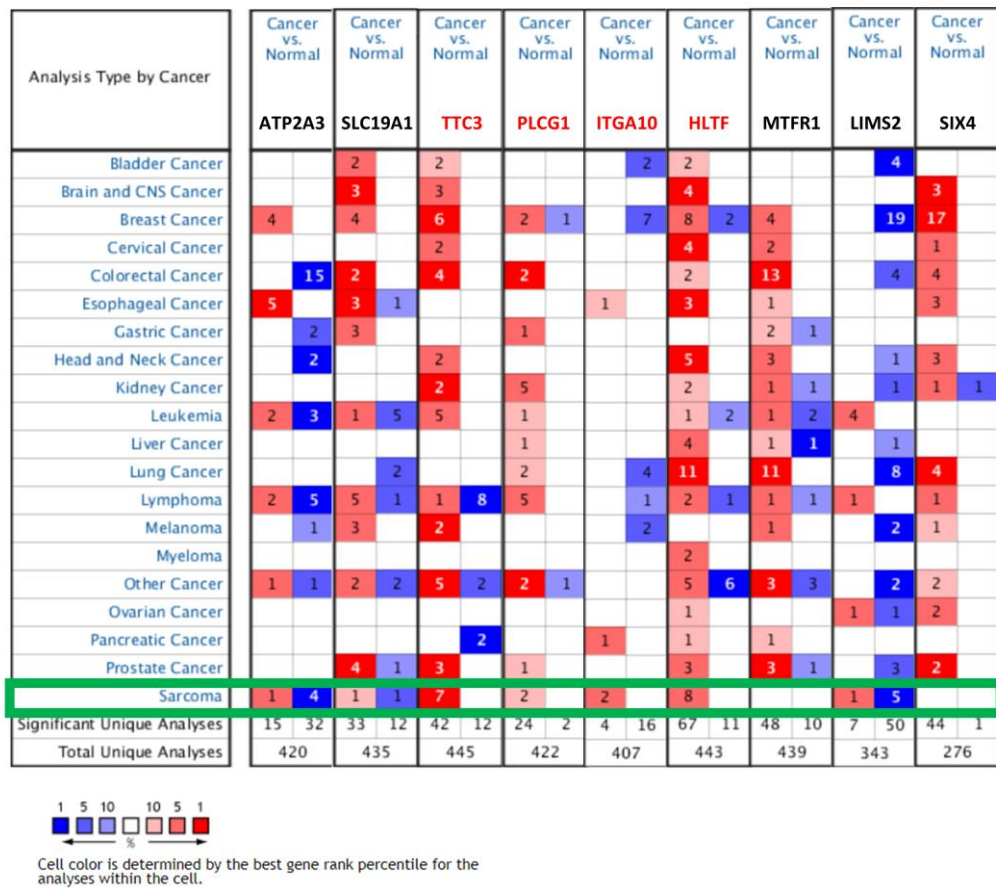 Analysis Type by Cancer
Cancer vs. Normal Cancer vs. Normal Cancer vs. Normal Cancer vs. Normal Cancer vs. Normal Cancer vs. Normal Cancer vs. Normal Cancer vs. Normal Cancer vs. Normal
ATP2A3 SLC19A1 TTC3 PLCG1 ITGA10 HLTF MTFR1 LIMS2 SIX4
Bladder Cancer 2 2 2 2 4
Brain and CNS Cancer 3 3 4 3
Breast Cancer 4 4 6 2 1 7 8 2 4 19 17
Cervical Cancer 2 4 2 1
Colorectal Cancer 15 2 4 2 2 13 4 4
Esophageal Cancer 5 3 1 1 3 1 3
Gastric Cancer 2 3 1 2 1
Head and Neck Cancer 2 2 5 3 1 3
Kidney Cancer 2 5 2 1 1 1 1 1
Leukemia 2 3 1 5 5 1 1 2 1 2 4
Liver Cancer 1 4 1 1 1
Lung Cancer 2 2 4 11 11 8 4
Lymphoma 2 5 5 1 1 8 5 1 2 1 1 1 1 1
Melanoma 1 3 2 2 1 2 1
Myeloma 2
Other Cancer 1 1 2 2 5 2 2 1 5 6 3 3 2 2
Ovarian Cancer 1 1 1 2
Pancreatic Cancer 2 1 1 1
Prostate Cancer 4 1 3 1 3 3 1 3 2
Sarcoma 1 4 1 1 7 2 2 8 1 5
Significant Unique Analyses 15 32 33 12 42 12 24 2 4 16 67 11 48 10 7 50 44 1
Total Unique Analyses 420 435 445 422 407 443 439 343 276
1 5 10 10 5 1
%
Cell color is determined by the best gene rank percentile for the
analyses within the cell.